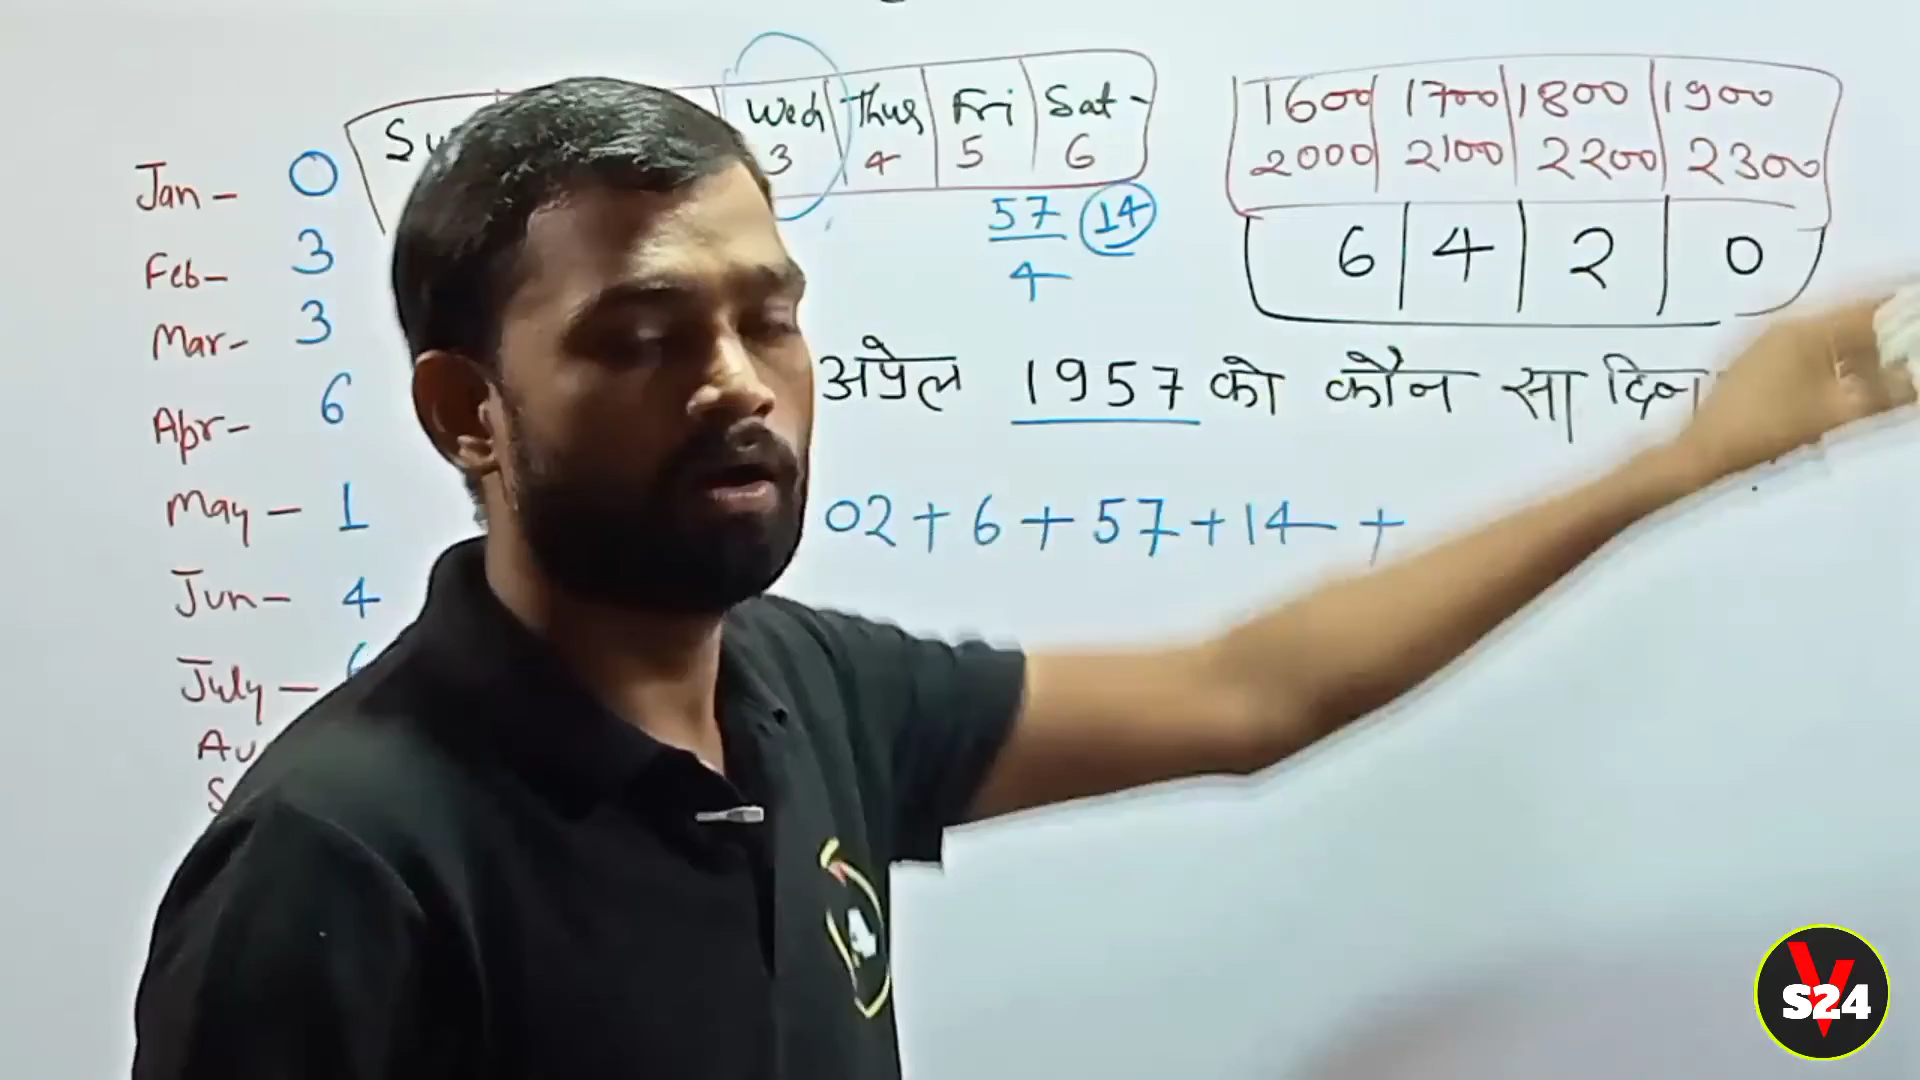 Wed Thus Fri Sat -
3 4 5 6
1600 1700 1800 1900
2000 2100 2200 2300
6 4 2 0
57 14
4
Jan - 0
Feb - 3
Mar - 3
Apr - 6
May - 1
Jun - 4
July -
अप्रेल 1957 को कौन सा दिन
02 + 6 + 57 + 14 +
VS24